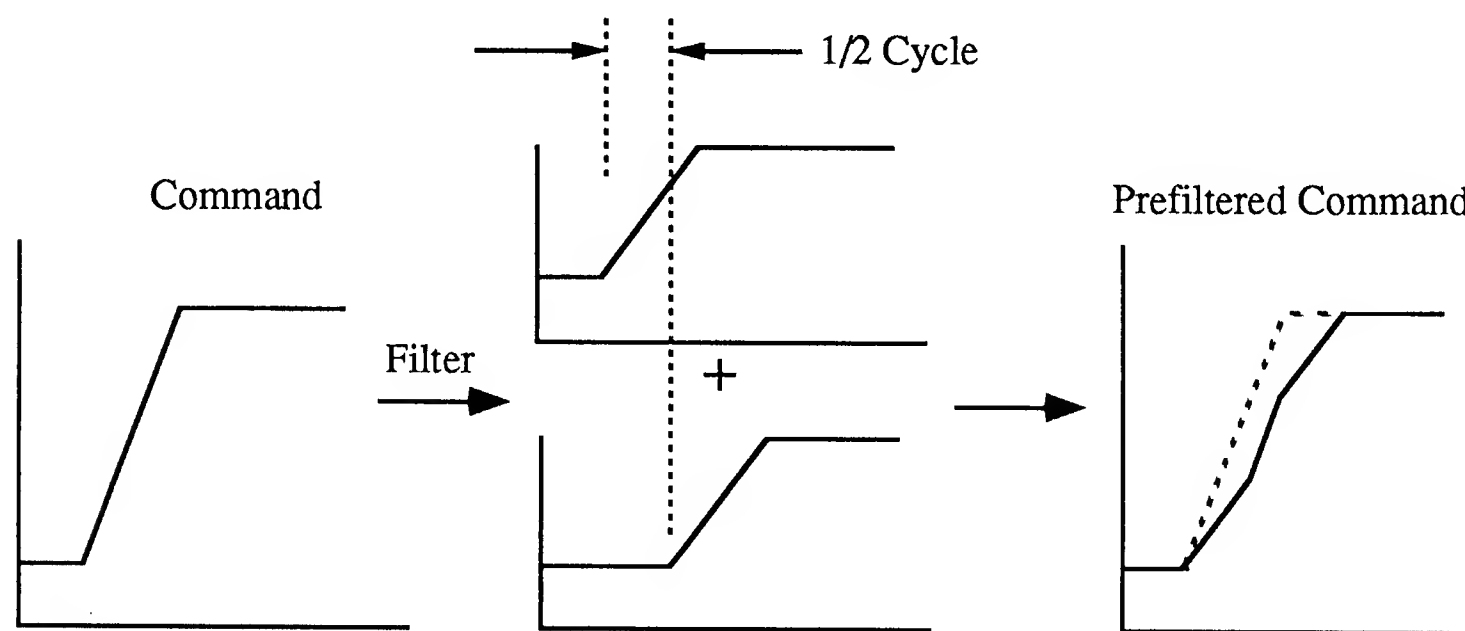 1/2 Cycle
Command
Prefiltered Command
Filter
+